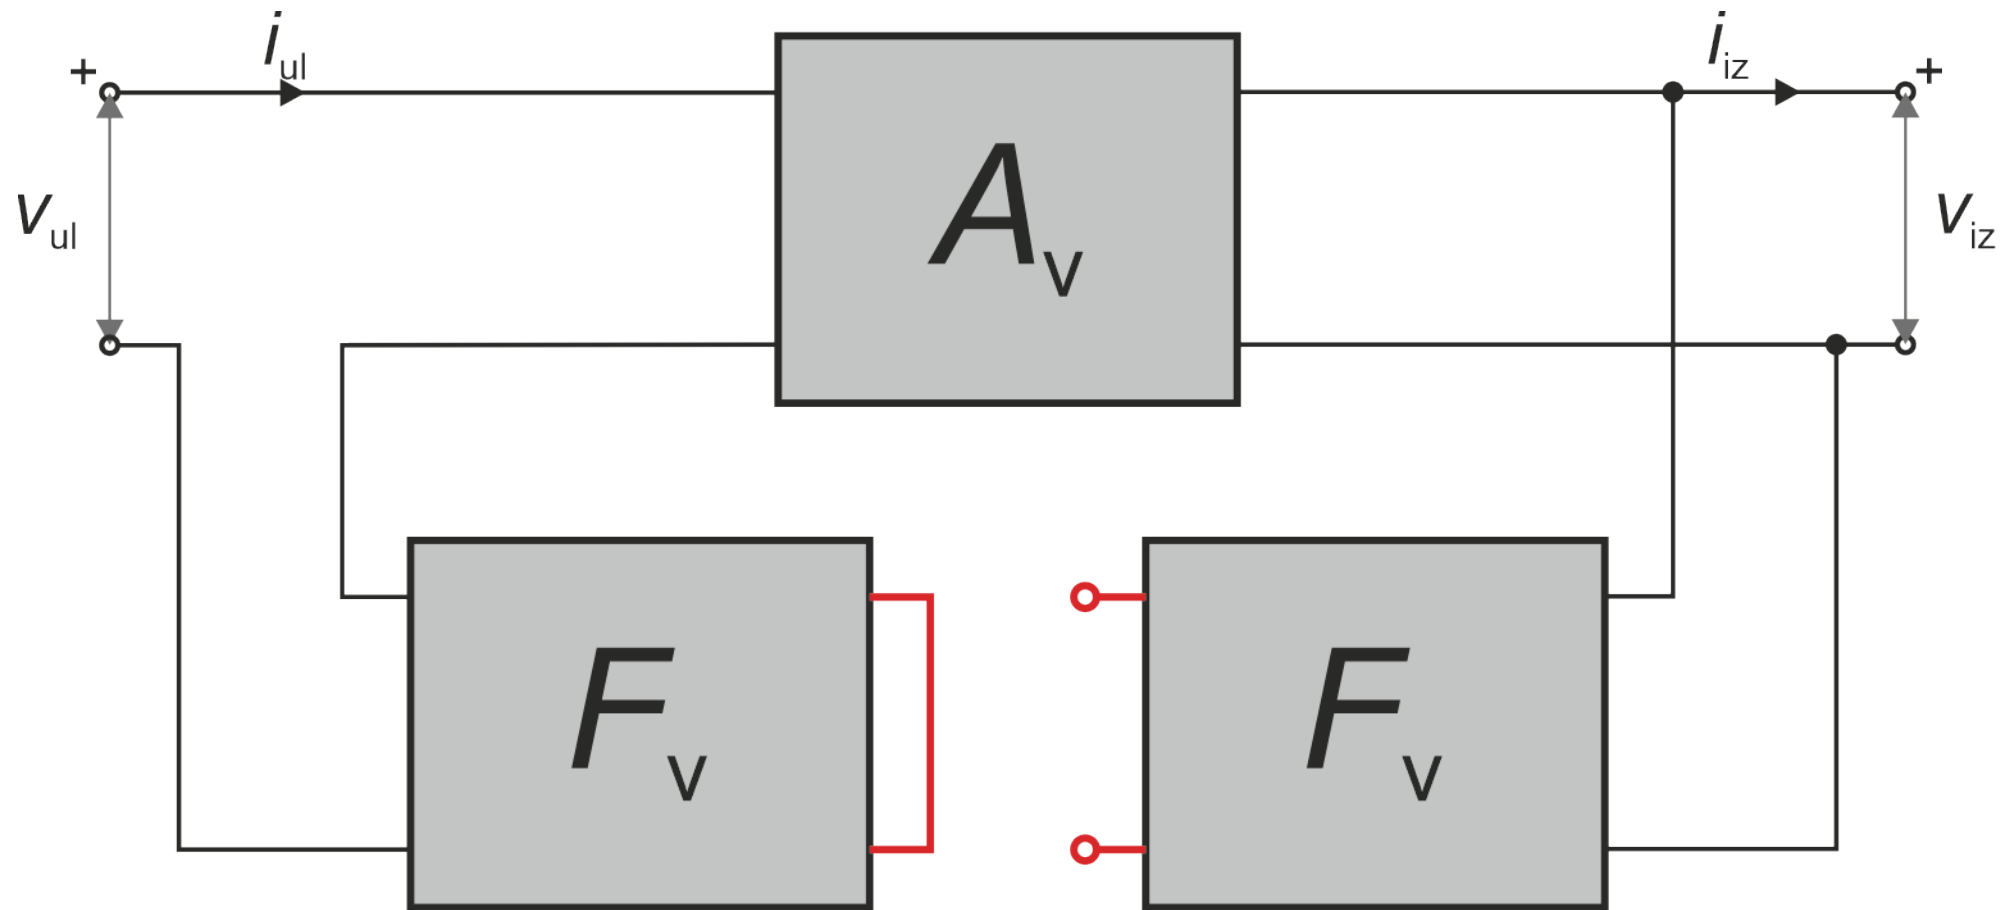 + i_ul
i_iz +
A_v
v_ul
v_iz
F_v
F_v